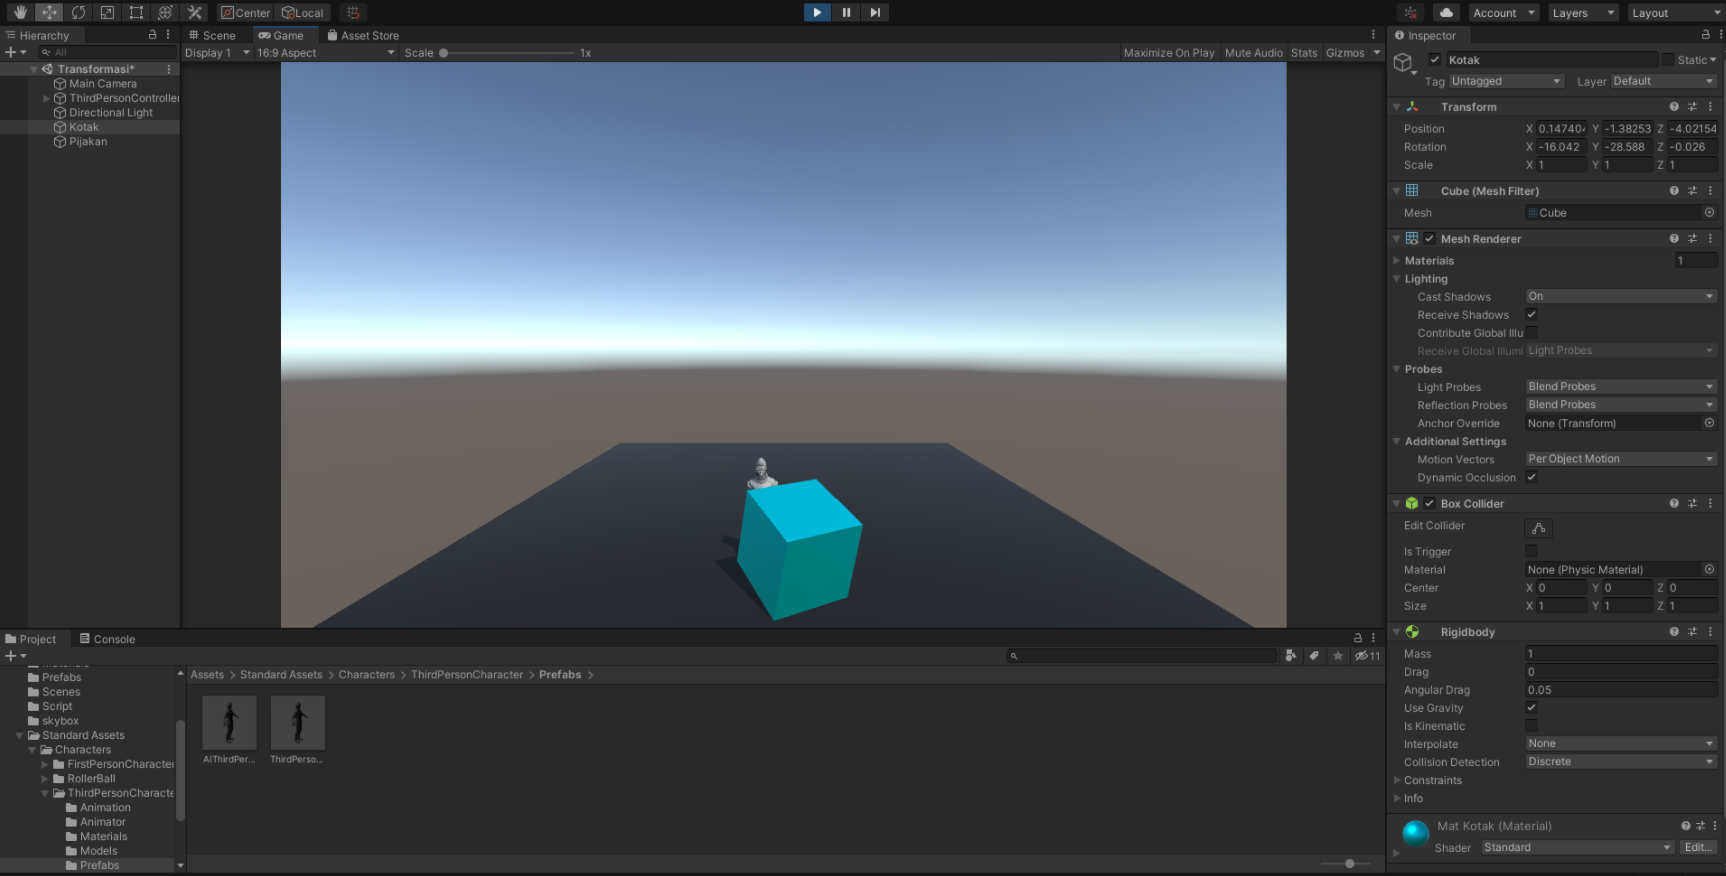 Center Local Account Layers Layout
Hierarchy Scene Game Asset Store Inspector
All Display 1 16:9 Aspect Scale 1x Maximize On Play Mute Audio Stats Gizmos
Transformasi*
Main Camera
ThirdPersonController
Directional Light
Kotak
Pijakan
Kotak Static
Tag Untagged Layer Default
Transform
Position X 0.14740 Y -1.38253 Z -4.02154
Rotation X -16.042 Y -28.588 Z -0.026
Scale X 1 Y 1 Z 1
Cube (Mesh Filter)
Mesh Cube
Mesh Renderer
Materials 1
Lighting
Cast Shadows On
Receive Shadows
Contribute Global Illu
Receive Global Illumi Light Probes
Probes
Light Probes Blend Probes
Reflection Probes Blend Probes
Anchor Override None (Transform)
Additional Settings
Motion Vectors Per Object Motion
Dynamic Occlusion
Box Collider
Edit Collider
Is Trigger
Material None (Physic Material)
Center X 0 Y 0 Z 0
Size X 1 Y 1 Z 1
Rigidbody
Mass 1
Drag 0
Angular Drag 0.05
Use Gravity
Is Kinematic
Interpolate None
Collision Detection Discrete
Constraints
Info
Mat Kotak (Material)
Shader Standard Edit...
Project Console
11
Prefabs
Scenes
Script
skybox
Standard Assets
Characters
FirstPersonCharacter
RollerBall
ThirdPersonCharacte
Animation
Animator
Materials
Models
Prefabs
Assets > Standard Assets > Characters > ThirdPersonCharacter > Prefabs >
AIThirdPer... ThirdPerso...